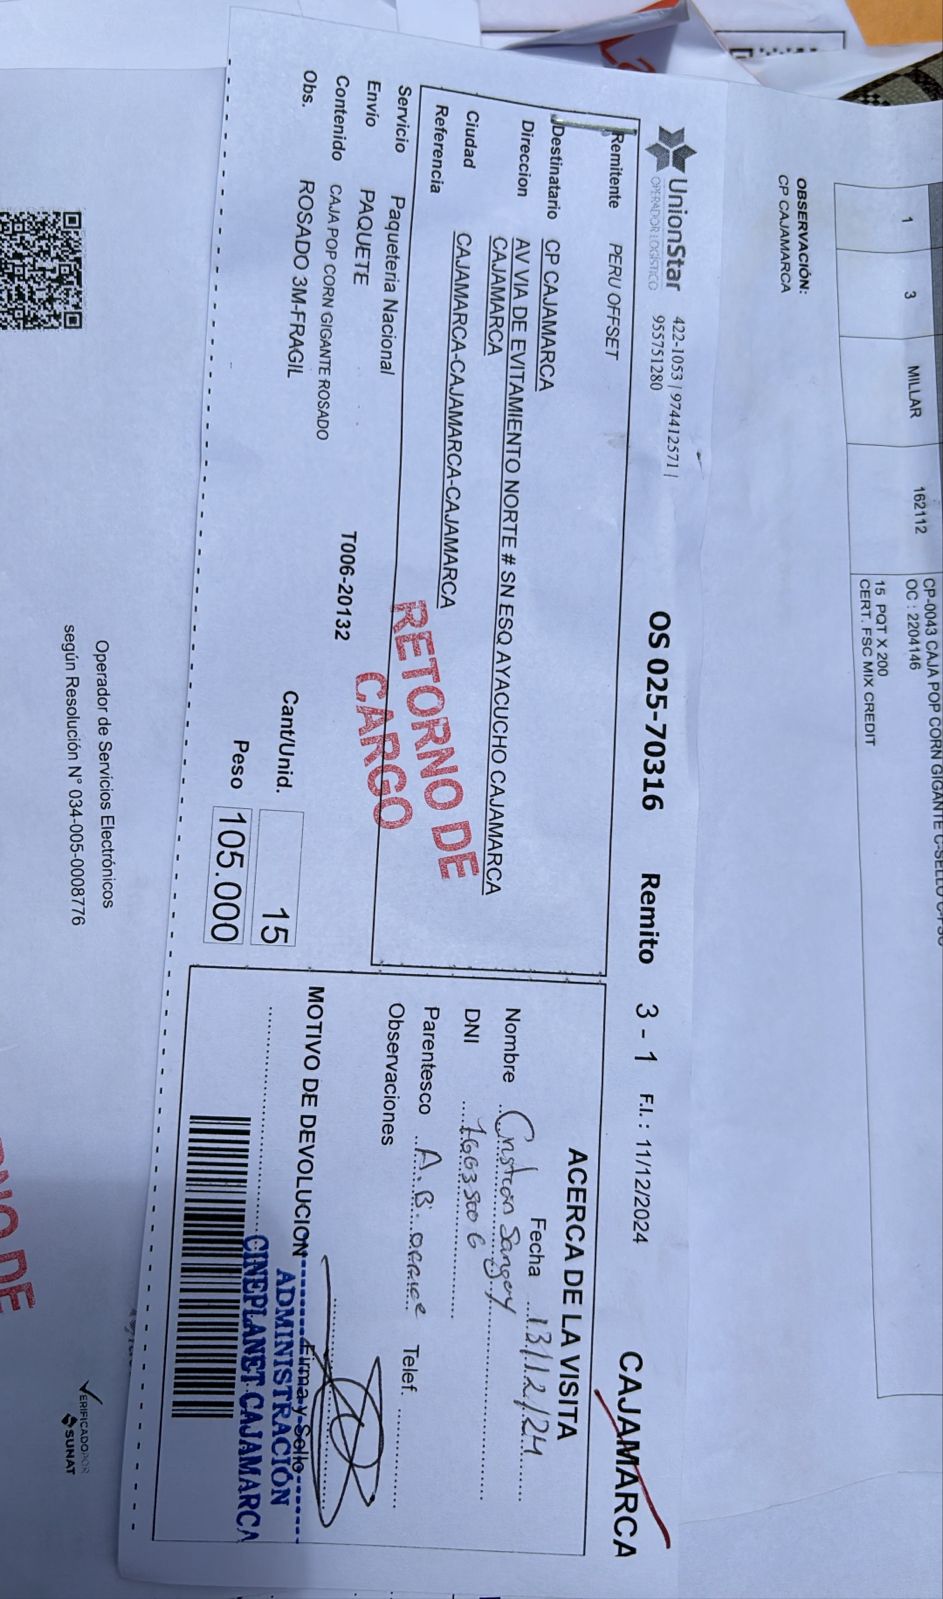 1 3 MILLAR 162112 CP-0043 CAJA POP CORN GIGANTE C-SELLO
OC : 2204146
15 PQT X 200
CERT. FSC MIX CREDIT
OBSERVACIÓN:
CP CAJAMARCA
UnionStar
OPERADOR LOGÍSTICO
422-1053 | 974412571 |
955751280
OS 025-70316 Remito 3 - 1 F.I. : 11/12/2024 CAJAMARCA
Remitente PERU OFFSET
Destinatario CP CAJAMARCA
Direccion AV VIA DE EVITAMIENTO NORTE # SN ESQ AYACUCHO CAJAMARCA
CAJAMARCA
Ciudad CAJAMARCA-CAJAMARCA-CAJAMARCA
Referencia
RETORNO DE
CARGO
Servicio Paqueteria Nacional
Envio PAQUETE
Contenido CAJA POP CORN GIGANTE ROSADO
Obs. ROSADO 3M-FRAGIL
T006-20132
Cant/Unid. 15
Peso 105.000
ACERCA DE LA VISITA
Fecha 13/12/24
Nombre Cristian
DNI
Parentesco A.B.
Telef.
Observaciones
MOTIVO DE DEVOLUCION
Firma y Sello
ADMINISTRACIÓN
CINEPLANET CAJAMARCA
Operador de Servicios Electrónicos
según Resolución N° 034-005-0008776
VERIFICADO POR
SUNAT